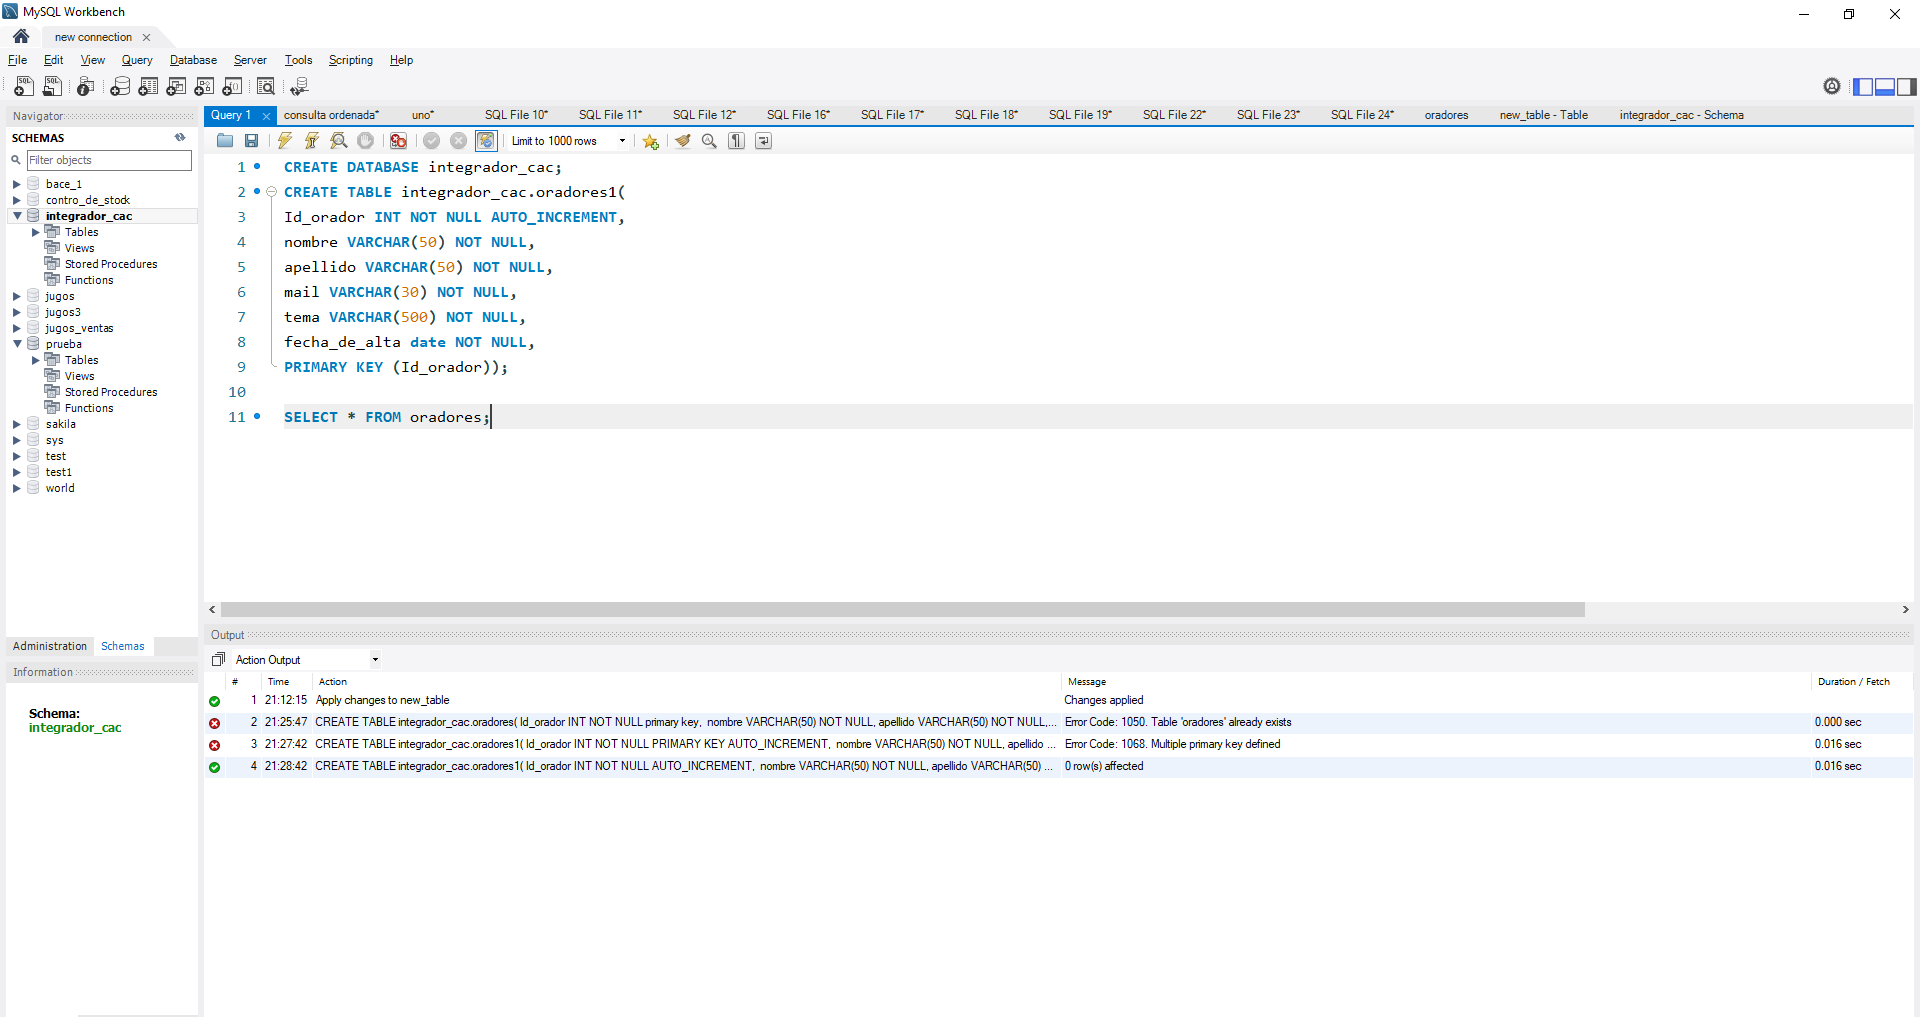 MySQL Workbench
new connection
File Edit View Query Database Server Tools Scripting Help
Navigator
SCHEMAS
Filter objects
bace_1
contro_de_stock
integrador_cac
Tables
Views
Stored Procedures
Functions
jugos
jugos3
jugos_ventas
prueba
Tables
Views
Stored Procedures
Functions
sakila
sys
test
test1
world
Administration Schemas
Information
Schema:
integrador_cac
Query 1 consulta ordenada* uno* SQL File 10* SQL File 11* SQL File 12* SQL File 16* SQL File 17* SQL File 18* SQL File 19* SQL File 22* SQL File 23* SQL File 24* oradores new_table - Table integrador_cac - Schema
Limit to 1000 rows
1 CREATE DATABASE integrador_cac;
2 CREATE TABLE integrador_cac.oradores1(
3 Id_orador INT NOT NULL AUTO_INCREMENT,
4 nombre VARCHAR(50) NOT NULL,
5 apellido VARCHAR(50) NOT NULL,
6 mail VARCHAR(30) NOT NULL,
7 tema VARCHAR(500) NOT NULL,
8 fecha_de_alta date NOT NULL,
9 PRIMARY KEY (Id_orador));
10
11 SELECT * FROM oradores;
Output
Action Output
# Time Action Message Duration / Fetch
1 21:12:15 Apply changes to new_table Changes applied
2 21:25:47 CREATE TABLE integrador_cac.oradores( Id_orador INT NOT NULL primary key, nombre VARCHAR(50) NOT NULL, apellido VARCHAR(50) NOT NULL,... Error Code: 1050. Table 'oradores' already exists 0.000 sec
3 21:27:42 CREATE TABLE integrador_cac.oradores1( Id_orador INT NOT NULL PRIMARY KEY AUTO_INCREMENT, nombre VARCHAR(50) NOT NULL, apellido ... Error Code: 1068. Multiple primary key defined 0.016 sec
4 21:28:42 CREATE TABLE integrador_cac.oradores1( Id_orador INT NOT NULL AUTO_INCREMENT, nombre VARCHAR(50) NOT NULL, apellido VARCHAR(50) ... 0 row(s) affected 0.016 sec